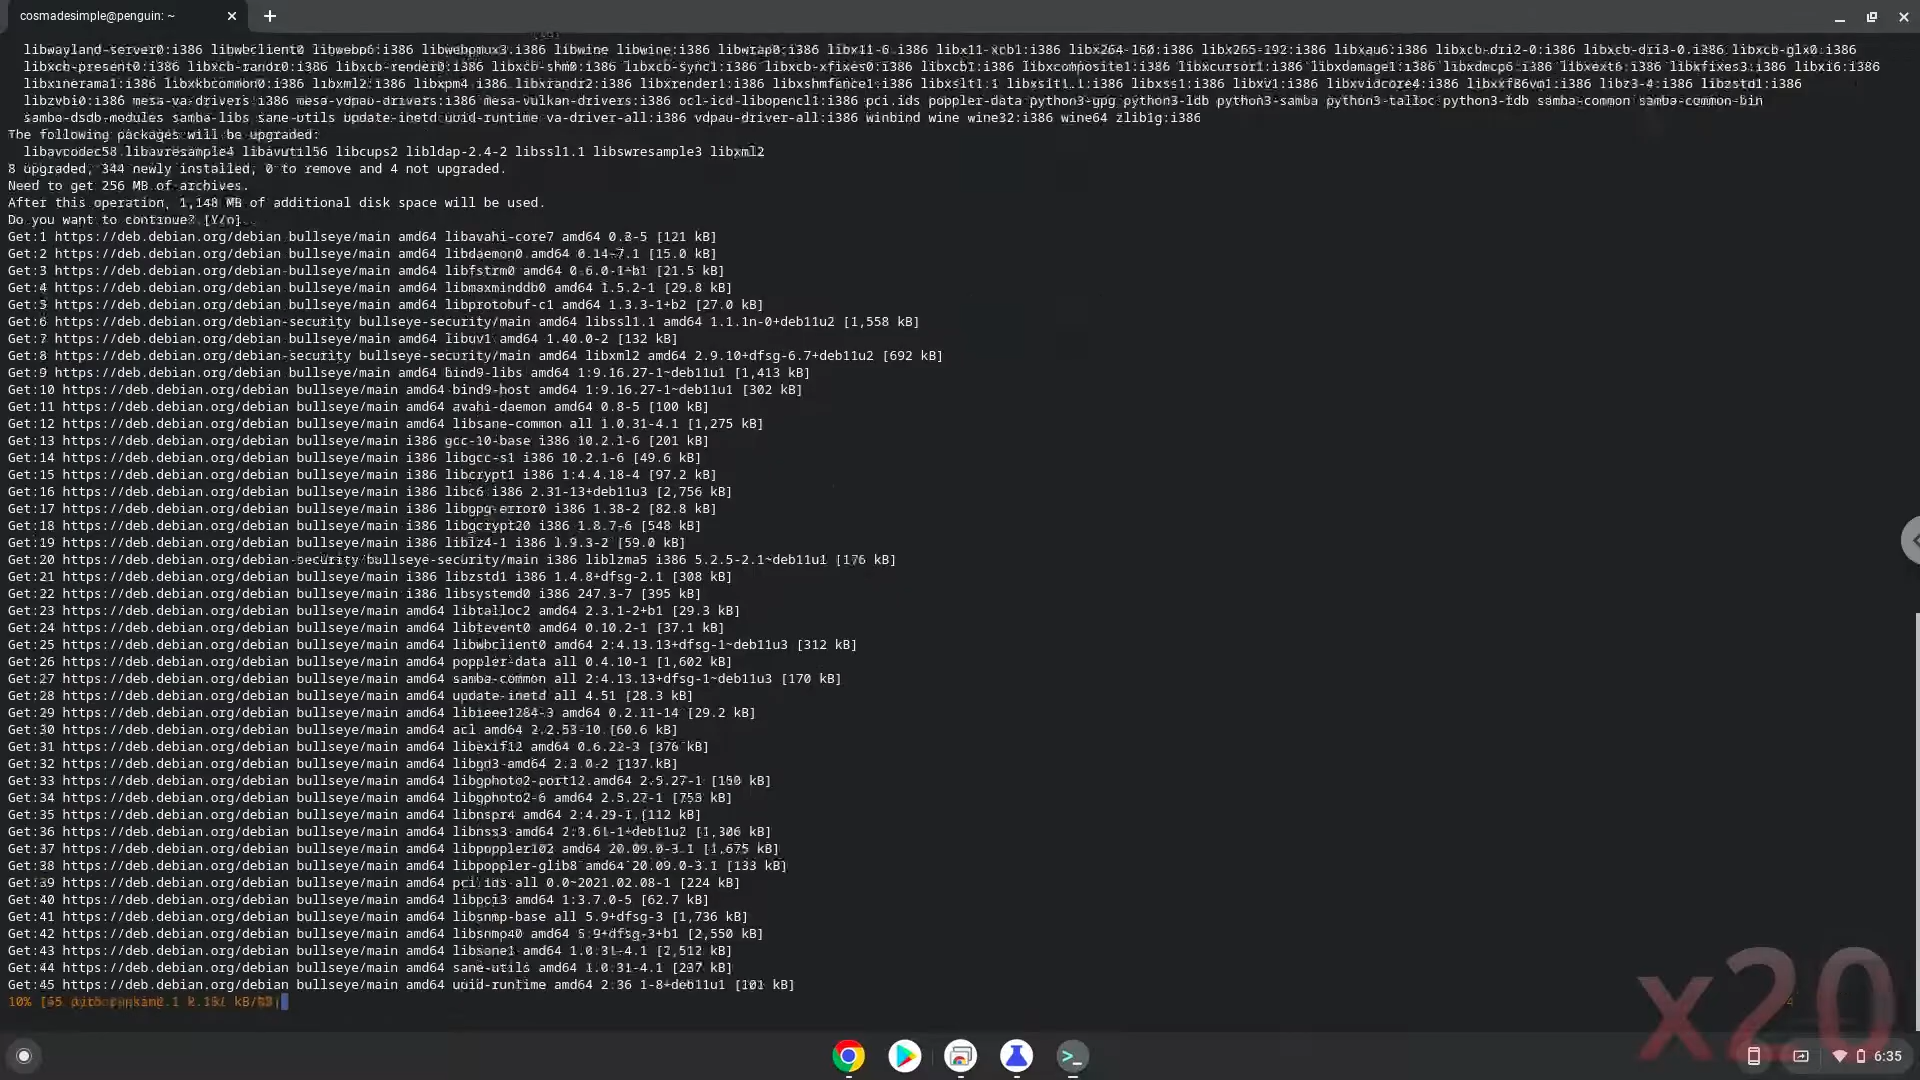 cosmadesimple@penguin: ~
libwayland-server0:i386 libwbclient0 libwebp6:i386 libwebpmux3:i386 libwine libwine:i386 libwrap0:i386 libx11-6:i386 libx11-xcb1:i386 libx264-160:i386 libx265-192:i386 libxau6:i386 libxcb-dri2-0:i386 libxcb-dri3-0:i386 libxcb-glx0:i386
libxcb-present0:i386 libxcb-randr0:i386 libxcb-render0:i386 libxcb-shm0:i386 libxcb-sync1:i386 libxcb-xfixes0:i386 libxcb1:i386 libxcomposite1:i386 libxcursor1:i386 libxdamage1:i386 libxdmcp6:i386 libxext6:i386 libxfixes3:i386 libxi6:i386
libxinerama1:i386 libxkbcommon0:i386 libxml2:i386 libxpm4:i386 libxrandr2:i386 libxrender1:i386 libxshmfence1:i386 libxslt1.1 libxslt1.1:i386 libxss1:i386 libxv1:i386 libxvidcore4:i386 libxxf86vm1:i386 libz3-4:i386 libzstd1:i386
libzvbi0:i386 mesa-va-drivers:i386 mesa-vdpau-drivers:i386 mesa-vulkan-drivers:i386 ocl-icd-libopencl1:i386 pci.ids poppler-data python3-gpg python3-ldb python3-samba python3-talloc python3-tdb samba-common samba-common-bin
samba-dsdb-modules samba-libs sane-utils update-inetd uuid-runtime va-driver-all:i386 vdpau-driver-all:i386 winbind wine wine32:i386 wine64 zlib1g:i386
The following packages will be upgraded:
libavcodec58 libavresample4 libavutil56 libcups2 libldap-2.4-2 libssl1.1 libswresample3 libxml2
8 upgraded, 344 newly installed, 0 to remove and 4 not upgraded.
Need to get 256 MB of archives.
After this operation, 1,148 MB of additional disk space will be used.
Do you want to continue? [Y/n]
Get:1 https://deb.debian.org/debian bullseye/main amd64 libavahi-core7 amd64 0.8-5 [121 kB]
Get:2 https://deb.debian.org/debian bullseye/main amd64 libdaemon0 amd64 0.14-7.1 [15.0 kB]
Get:3 https://deb.debian.org/debian bullseye/main amd64 libfstrm0 amd64 0.6.0-1+b1 [21.5 kB]
Get:4 https://deb.debian.org/debian bullseye/main amd64 libmaxminddb0 amd64 1.5.2-1 [29.8 kB]
Get:5 https://deb.debian.org/debian bullseye/main amd64 libprotobuf-c1 amd64 1.3.3-1+b2 [27.0 kB]
Get:6 https://deb.debian.org/debian-security bullseye-security/main amd64 libssl1.1 amd64 1.1.1n-0+deb11u2 [1,558 kB]
Get:7 https://deb.debian.org/debian bullseye/main amd64 libuv1 amd64 1.40.0-2 [132 kB]
Get:8 https://deb.debian.org/debian-security bullseye-security/main amd64 libxml2 amd64 2.9.10+dfsg-6.7+deb11u2 [692 kB]
Get:9 https://deb.debian.org/debian bullseye/main amd64 bind9-libs amd64 1:9.16.27-1~deb11u1 [1,413 kB]
Get:10 https://deb.debian.org/debian bullseye/main amd64 bind9-host amd64 1:9.16.27-1~deb11u1 [302 kB]
Get:11 https://deb.debian.org/debian bullseye/main amd64 avahi-daemon amd64 0.8-5 [100 kB]
Get:12 https://deb.debian.org/debian bullseye/main amd64 libsane-common all 1.0.31-4.1 [1,275 kB]
Get:13 https://deb.debian.org/debian bullseye/main i386 gcc-10-base i386 10.2.1-6 [201 kB]
Get:14 https://deb.debian.org/debian bullseye/main i386 libgcc-s1 i386 10.2.1-6 [49.6 kB]
Get:15 https://deb.debian.org/debian bullseye/main i386 libcrypt1 i386 1:4.4.18-4 [97.2 kB]
Get:16 https://deb.debian.org/debian bullseye/main i386 libc6 i386 2.31-13+deb11u3 [2,756 kB]
Get:17 https://deb.debian.org/debian bullseye/main i386 libgpg-error0 i386 1.38-2 [82.8 kB]
Get:18 https://deb.debian.org/debian bullseye/main i386 libgcrypt20 i386 1.8.7-6 [548 kB]
Get:19 https://deb.debian.org/debian bullseye/main i386 liblz4-1 i386 1.9.3-2 [59.0 kB]
Get:20 https://deb.debian.org/debian-security bullseye-security/main i386 liblzma5 i386 5.2.5-2.1~deb11u1 [176 kB]
Get:21 https://deb.debian.org/debian bullseye/main i386 libzstd1 i386 1.4.8+dfsg-2.1 [308 kB]
Get:22 https://deb.debian.org/debian bullseye/main i386 libsystemd0 i386 247.3-7 [395 kB]
Get:23 https://deb.debian.org/debian bullseye/main amd64 libtalloc2 amd64 2.3.1-2+b1 [29.3 kB]
Get:24 https://deb.debian.org/debian bullseye/main amd64 libtevent0 amd64 0.10.2-1 [37.1 kB]
Get:25 https://deb.debian.org/debian bullseye/main amd64 libwbclient0 amd64 2:4.13.13+dfsg-1~deb11u3 [312 kB]
Get:26 https://deb.debian.org/debian bullseye/main amd64 poppler-data all 0.4.10-1 [1,602 kB]
Get:27 https://deb.debian.org/debian bullseye/main amd64 samba-common all 2:4.13.13+dfsg-1~deb11u3 [170 kB]
Get:28 https://deb.debian.org/debian bullseye/main amd64 update-inetd all 4.51 [28.3 kB]
Get:29 https://deb.debian.org/debian bullseye/main amd64 libieee1284-3 amd64 0.2.11-14 [29.2 kB]
Get:30 https://deb.debian.org/debian bullseye/main amd64 acl amd64 2.2.53-10 [60.6 kB]
Get:31 https://deb.debian.org/debian bullseye/main amd64 libexif12 amd64 0.6.22-3 [376 kB]
Get:32 https://deb.debian.org/debian bullseye/main amd64 libgd3 amd64 2.3.0-2 [137 kB]
Get:33 https://deb.debian.org/debian bullseye/main amd64 libgphoto2-port12 amd64 2.5.27-1 [150 kB]
Get:34 https://deb.debian.org/debian bullseye/main amd64 libgphoto2-6 amd64 2.5.27-1 [753 kB]
Get:35 https://deb.debian.org/debian bullseye/main amd64 libnspr4 amd64 2:4.29-1 [112 kB]
Get:36 https://deb.debian.org/debian bullseye/main amd64 libnss3 amd64 2:3.61-1+deb11u2 [1,306 kB]
Get:37 https://deb.debian.org/debian bullseye/main amd64 libpoppler102 amd64 20.09.0-3.1 [1,675 kB]
Get:38 https://deb.debian.org/debian bullseye/main amd64 libpoppler-glib8 amd64 20.09.0-3.1 [133 kB]
Get:39 https://deb.debian.org/debian bullseye/main amd64 pci.ids all 0.0~2021.02.08-1 [224 kB]
Get:40 https://deb.debian.org/debian bullseye/main amd64 libpci3 amd64 1:3.7.0-5 [62.7 kB]
Get:41 https://deb.debian.org/debian bullseye/main amd64 libsnmp-base all 5.9+dfsg-3 [1,736 kB]
Get:42 https://deb.debian.org/debian bullseye/main amd64 libsnmp40 amd64 5.9+dfsg-3+b1 [2,550 kB]
Get:43 https://deb.debian.org/debian bullseye/main amd64 libsane1 amd64 1.0.31-4.1 [2,512 kB]
Get:44 https://deb.debian.org/debian bullseye/main amd64 sane-utils amd64 1.0.31-4.1 [237 kB]
Get:45 https://deb.debian.org/debian bullseye/main amd64 uuid-runtime amd64 2.36.1-8+deb11u1 [101 kB]
10%
x20
6:35